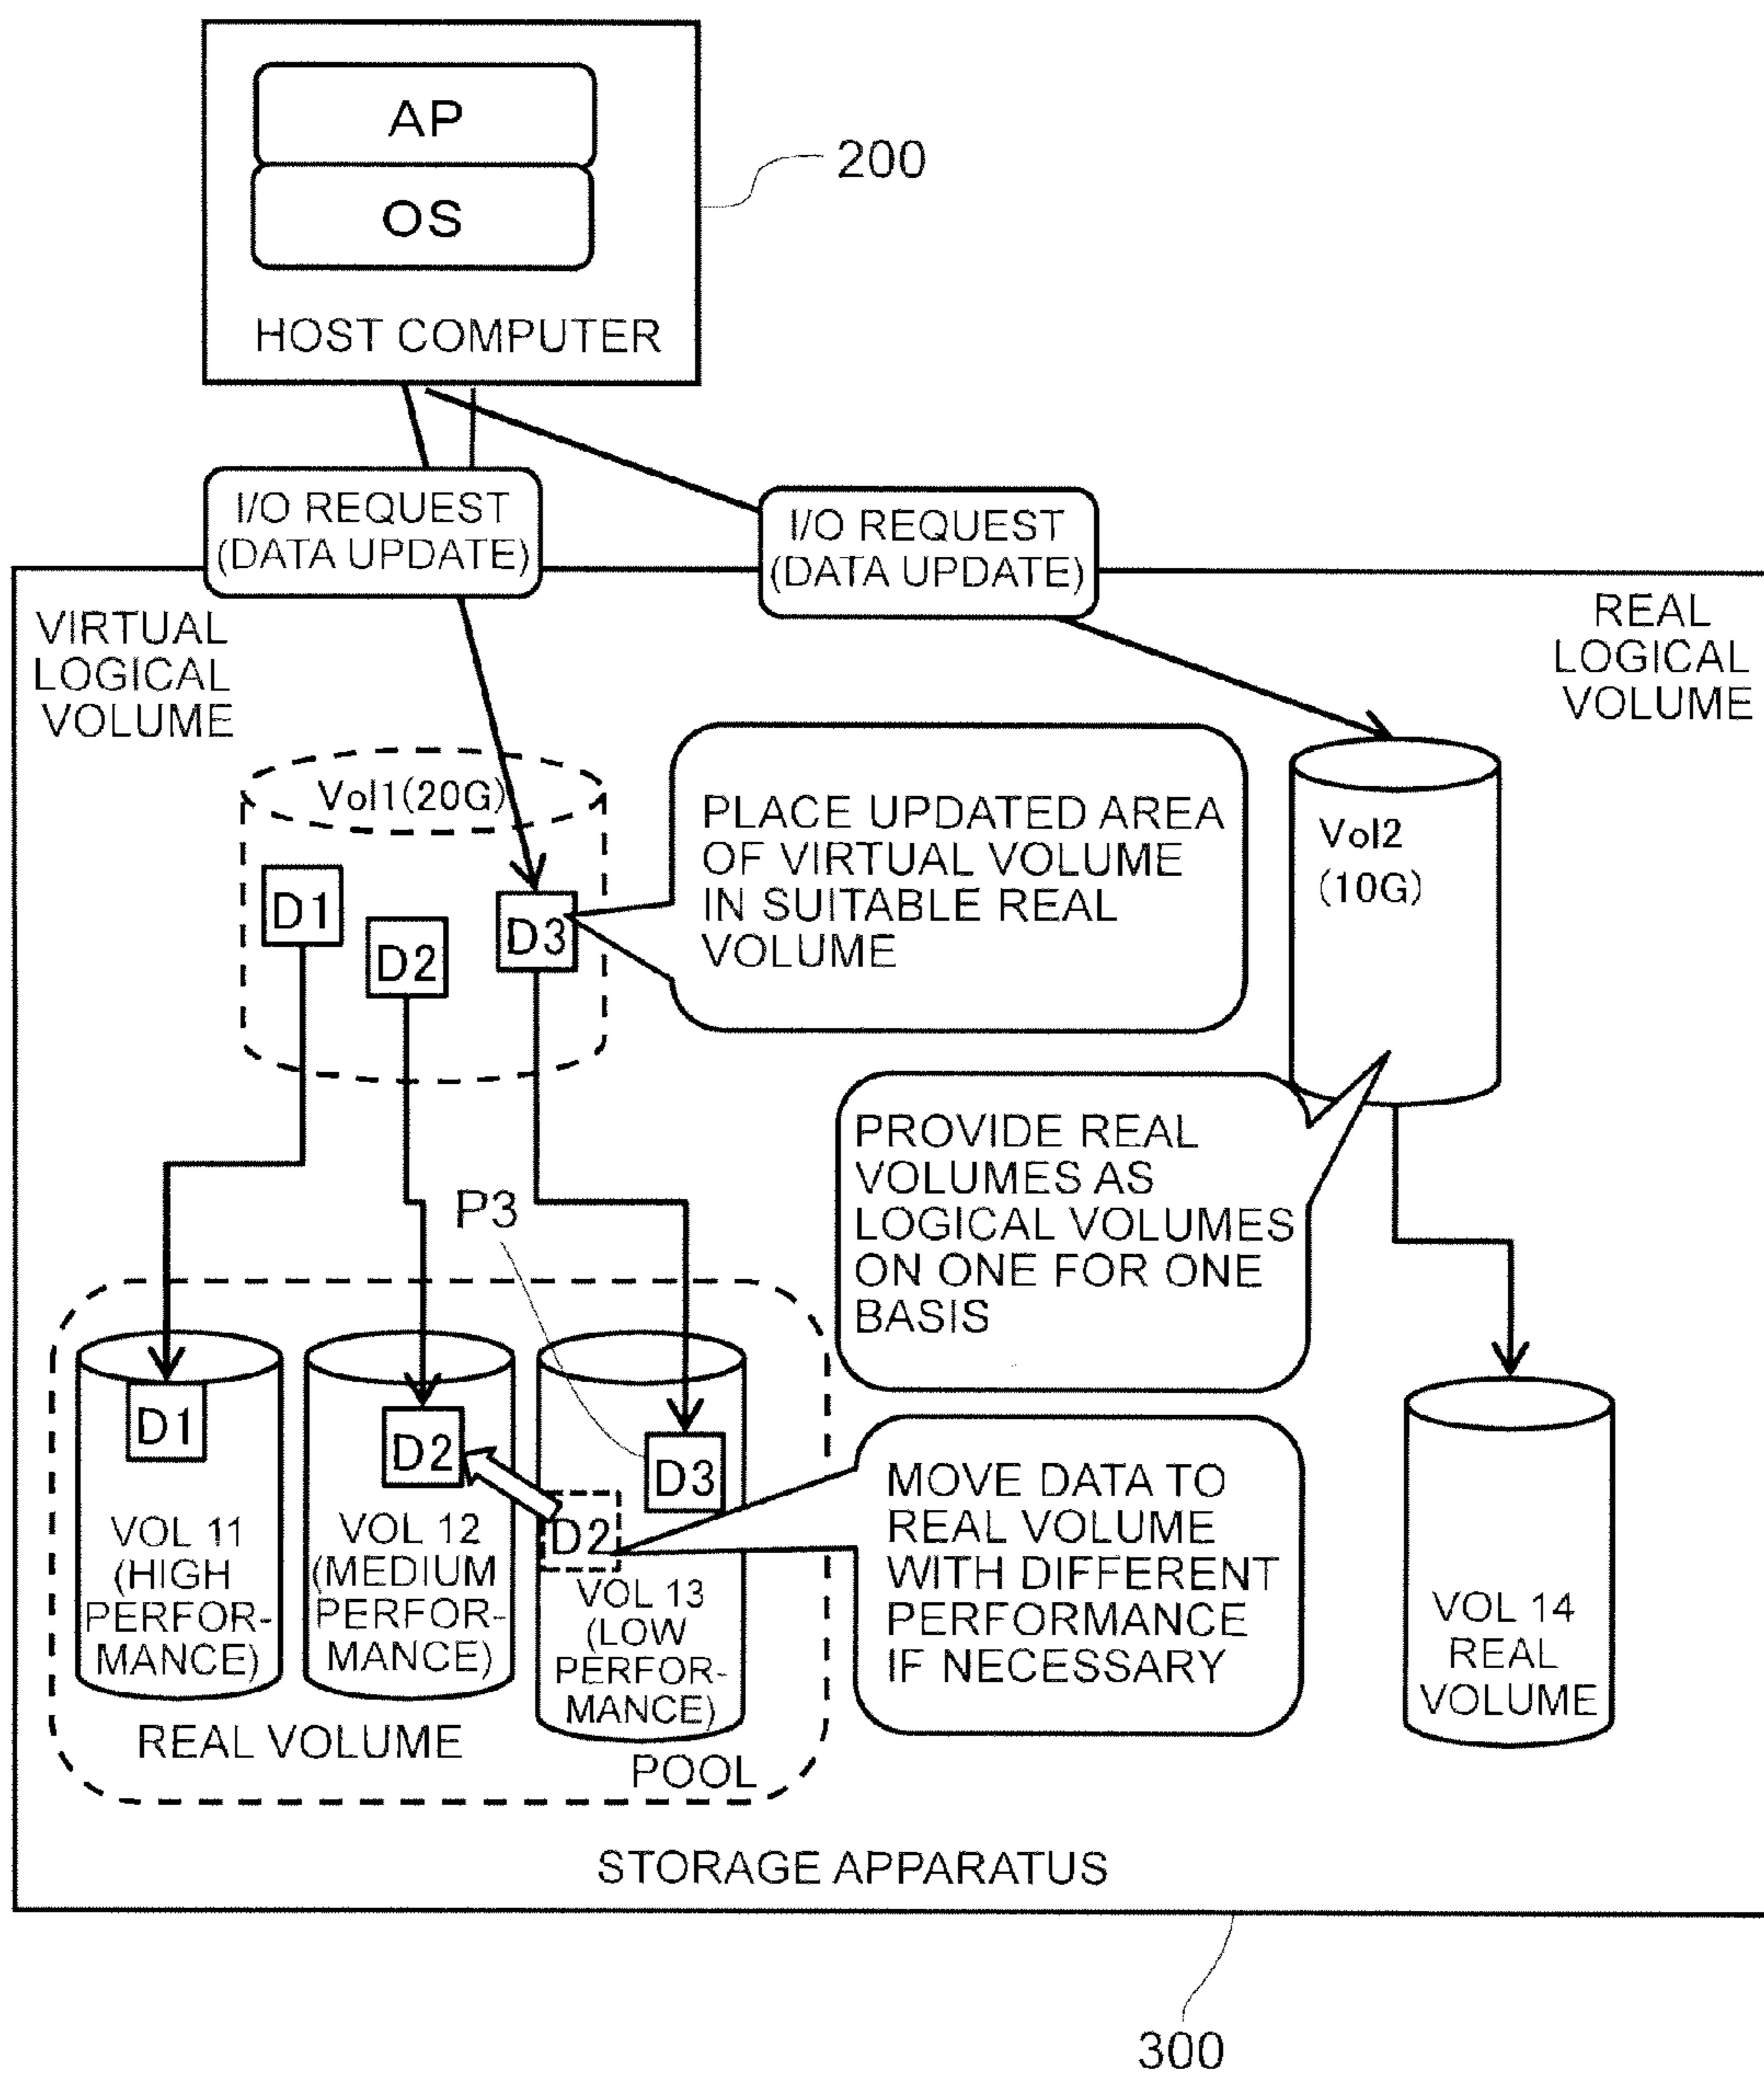 AP
OS
HOST COMPUTER
200
I/O REQUEST
(DATA UPDATE)
I/O REQUEST
(DATA UPDATE)
VIRTUAL
LOGICAL
VOLUME
REAL
LOGICAL
VOLUME
Vol1(20G)
D1
D2
D3
PLACE UPDATED AREA
OF VIRTUAL VOLUME
IN SUITABLE REAL
VOLUME
Vol2
(10G)
PROVIDE REAL
VOLUMES AS
LOGICAL VOLUMES
ON ONE FOR ONE
BASIS
P3
D1
D2
D3
D2
VOL 11
(HIGH
PERFOR-
MANCE)
VOL 12
(MEDIUM
PERFOR-
MANCE)
VOL 13
(LOW
PERFOR-
MANCE)
MOVE DATA TO
REAL VOLUME
WITH DIFFERENT
PERFORMANCE
IF NECESSARY
VOL 14
REAL
VOLUME
REAL VOLUME
POOL
STORAGE APPARATUS
300